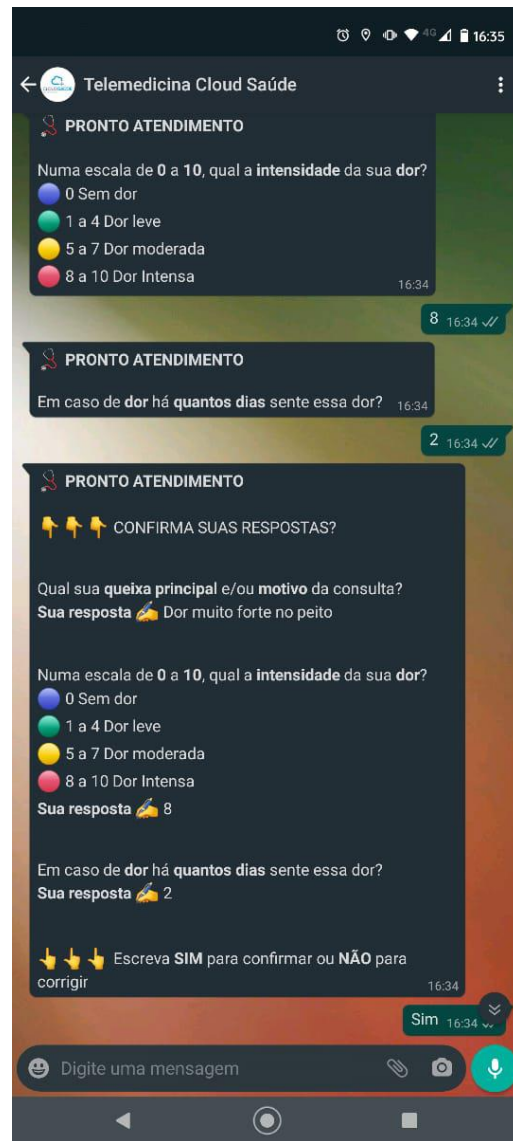 4G 16:35
Telemedicina Cloud Saúde
PRONTO ATENDIMENTO
Numa escala de 0 a 10, qual a intensidade da sua dor?
0 Sem dor
1 a 4 Dor leve
5 a 7 Dor moderada
8 a 10 Dor Intensa
16:34
8 16:34
PRONTO ATENDIMENTO
Em caso de dor há quantos dias sente essa dor? 16:34
2 16:34
PRONTO ATENDIMENTO
CONFIRMA SUAS RESPOSTAS?
Qual sua queixa principal e/ou motivo da consulta?
Sua resposta ✍ Dor muito forte no peito
Numa escala de 0 a 10, qual a intensidade da sua dor?
0 Sem dor
1 a 4 Dor leve
5 a 7 Dor moderada
8 a 10 Dor Intensa
Sua resposta ✍ 8
Em caso de dor há quantos dias sente essa dor?
Sua resposta ✍ 2
Escreva SIM para confirmar ou NÃO para
corrigir
16:34
Sim 16:34
Digite uma mensagem